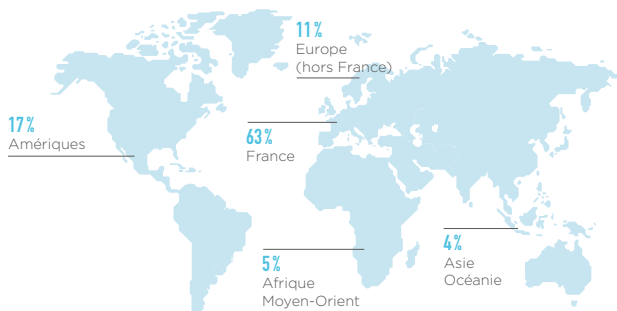 11%
Europe
(hors France)
17%
Amériques
63%
France
4%
Asie
Océanie
5%
Afrique
Moyen-Orient